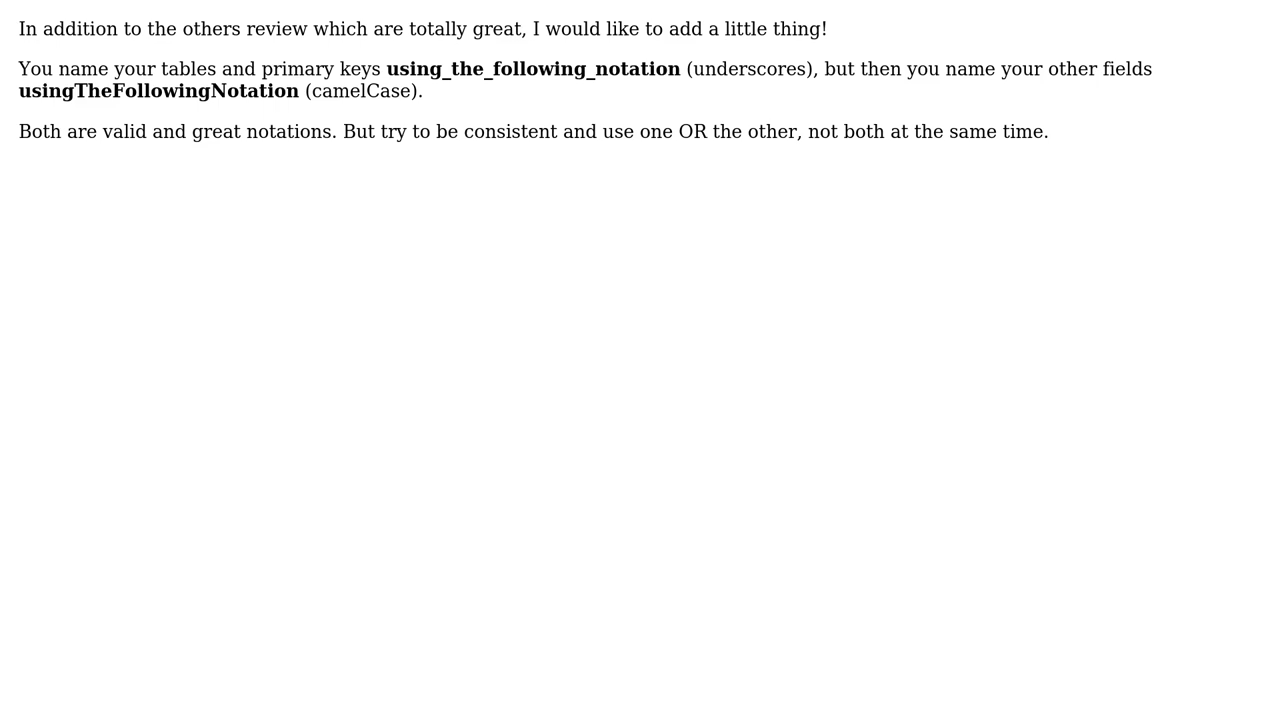 In addition to the others review which are totally great, I would like to add a little thing!
You name your tables and primary keys using_the_following_notation (underscores), but then you name your other fields
usingTheFollowingNotation (camelCase).
Both are valid and great notations. But try to be consistent and use one OR the other, not both at the same time.